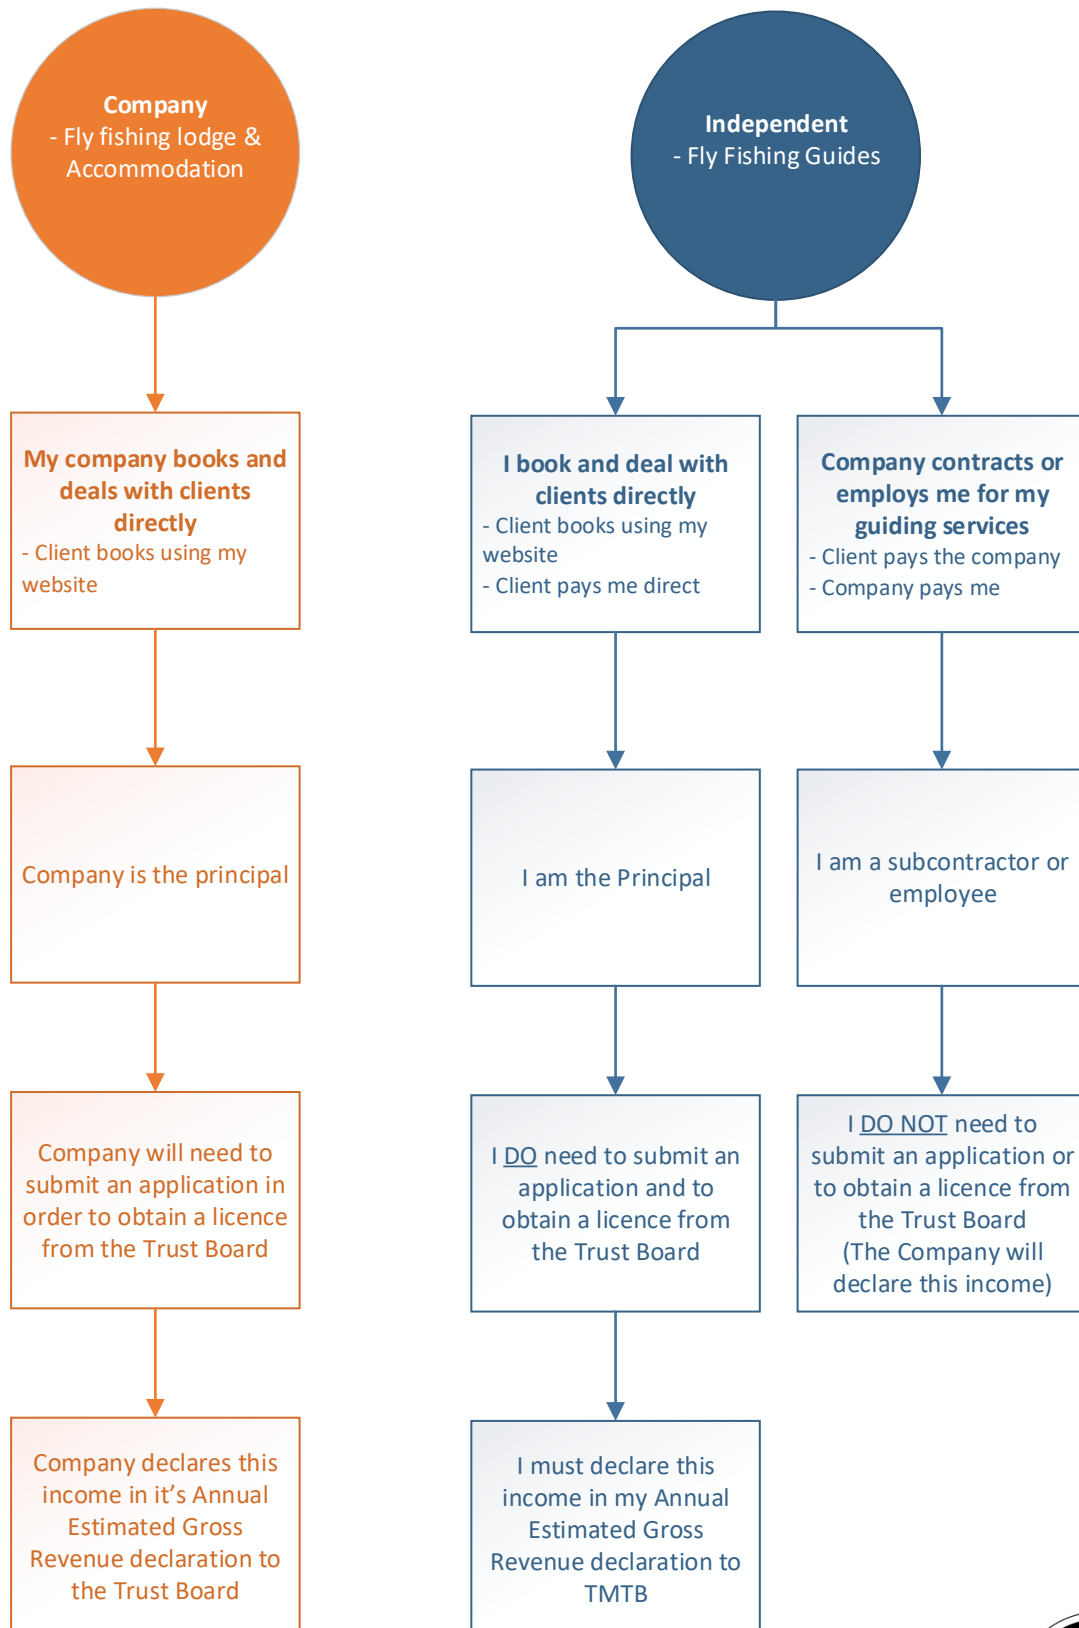 Company
- Fly fishing lodge &
Accommodation
Independent
- Fly Fishing Guides
My company books and
deals with clients
directly
- Client books using my
website
I book and deal with
clients directly
- Client books using my
website
- Client pays me direct
Company contracts or
employs me for my
guiding services
- Client pays the company
- Company pays me
Company is the principal
I am the Principal
I am a subcontractor or
employee
Company will need to
submit an application in
order to obtain a licence
from the Trust Board
I DO need to submit an
application and to
obtain a licence from
the Trust Board
I DO NOT need to
submit an application or
to obtain a licence from
the Trust Board
(The Company will
declare this income)
Company declares this
income in it's Annual
Estimated Gross
Revenue declaration to
the Trust Board
I must declare this
income in my Annual
Estimated Gross
Revenue declaration to
TMTB